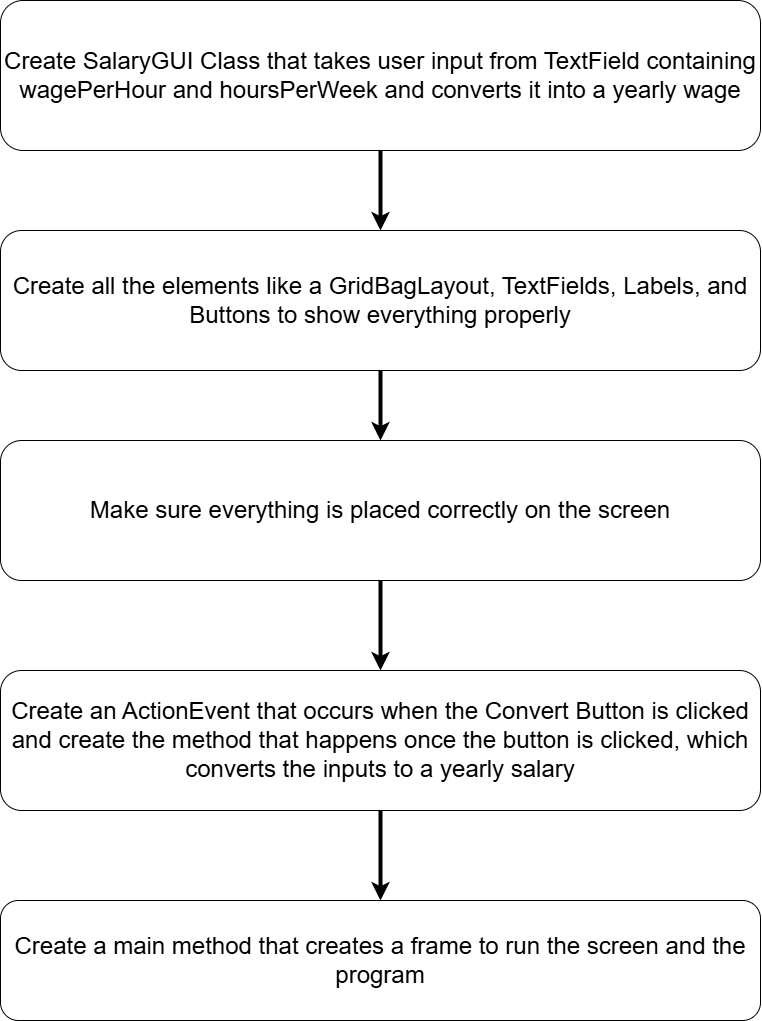 Create SalaryGUI Class that takes user input from TextField containing
wagePerHour and hoursPerWeek and converts it into a yearly wage
Create all the elements like a GridBagLayout, TextFields, Labels, and
Buttons to show everything properly
Make sure everything is placed correctly on the screen
Create an ActionEvent that occurs when the Convert Button is clicked
and create the method that happens once the button is clicked, which
converts the inputs to a yearly salary
Create a main method that creates a frame to run the screen and the
program